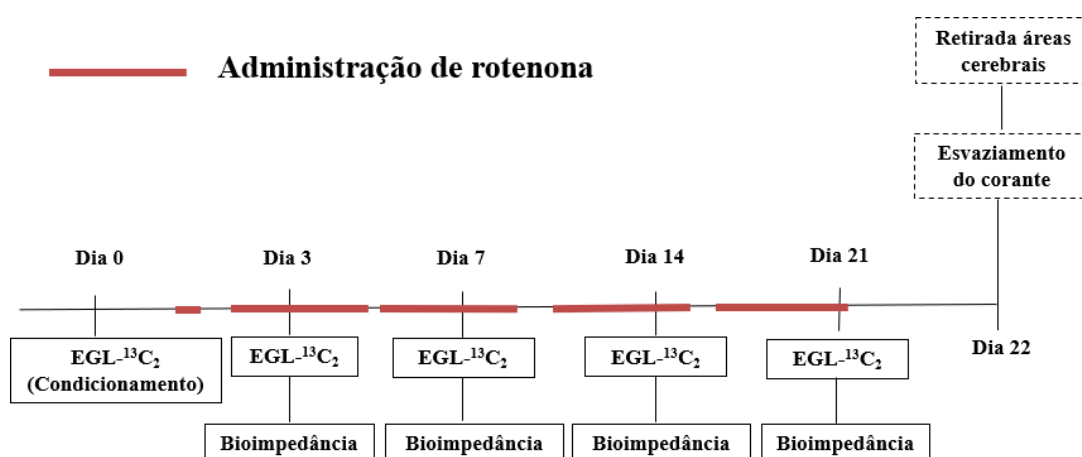 Retirada áreas
cerebrais
Administração de rotenona
Esvaziamento
do corante
Dia 0
Dia 3
Dia 7
Dia 14
Dia 21
Dia 22
EGL-¹³C₂
(Condicionamento)
EGL-¹³C₂
EGL-¹³C₂
EGL-¹³C₂
EGL-¹³C₂
Bioimpedância
Bioimpedância
Bioimpedância
Bioimpedância